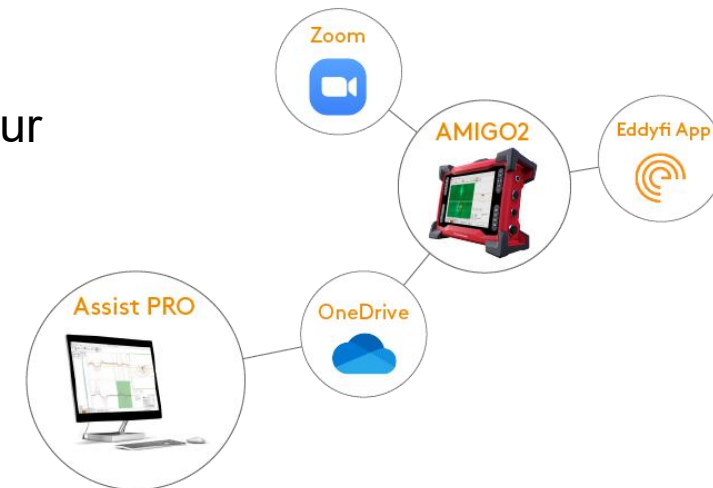 Zoom
ur
AMIGO2
Eddyfi App
Assist PRO
OneDrive